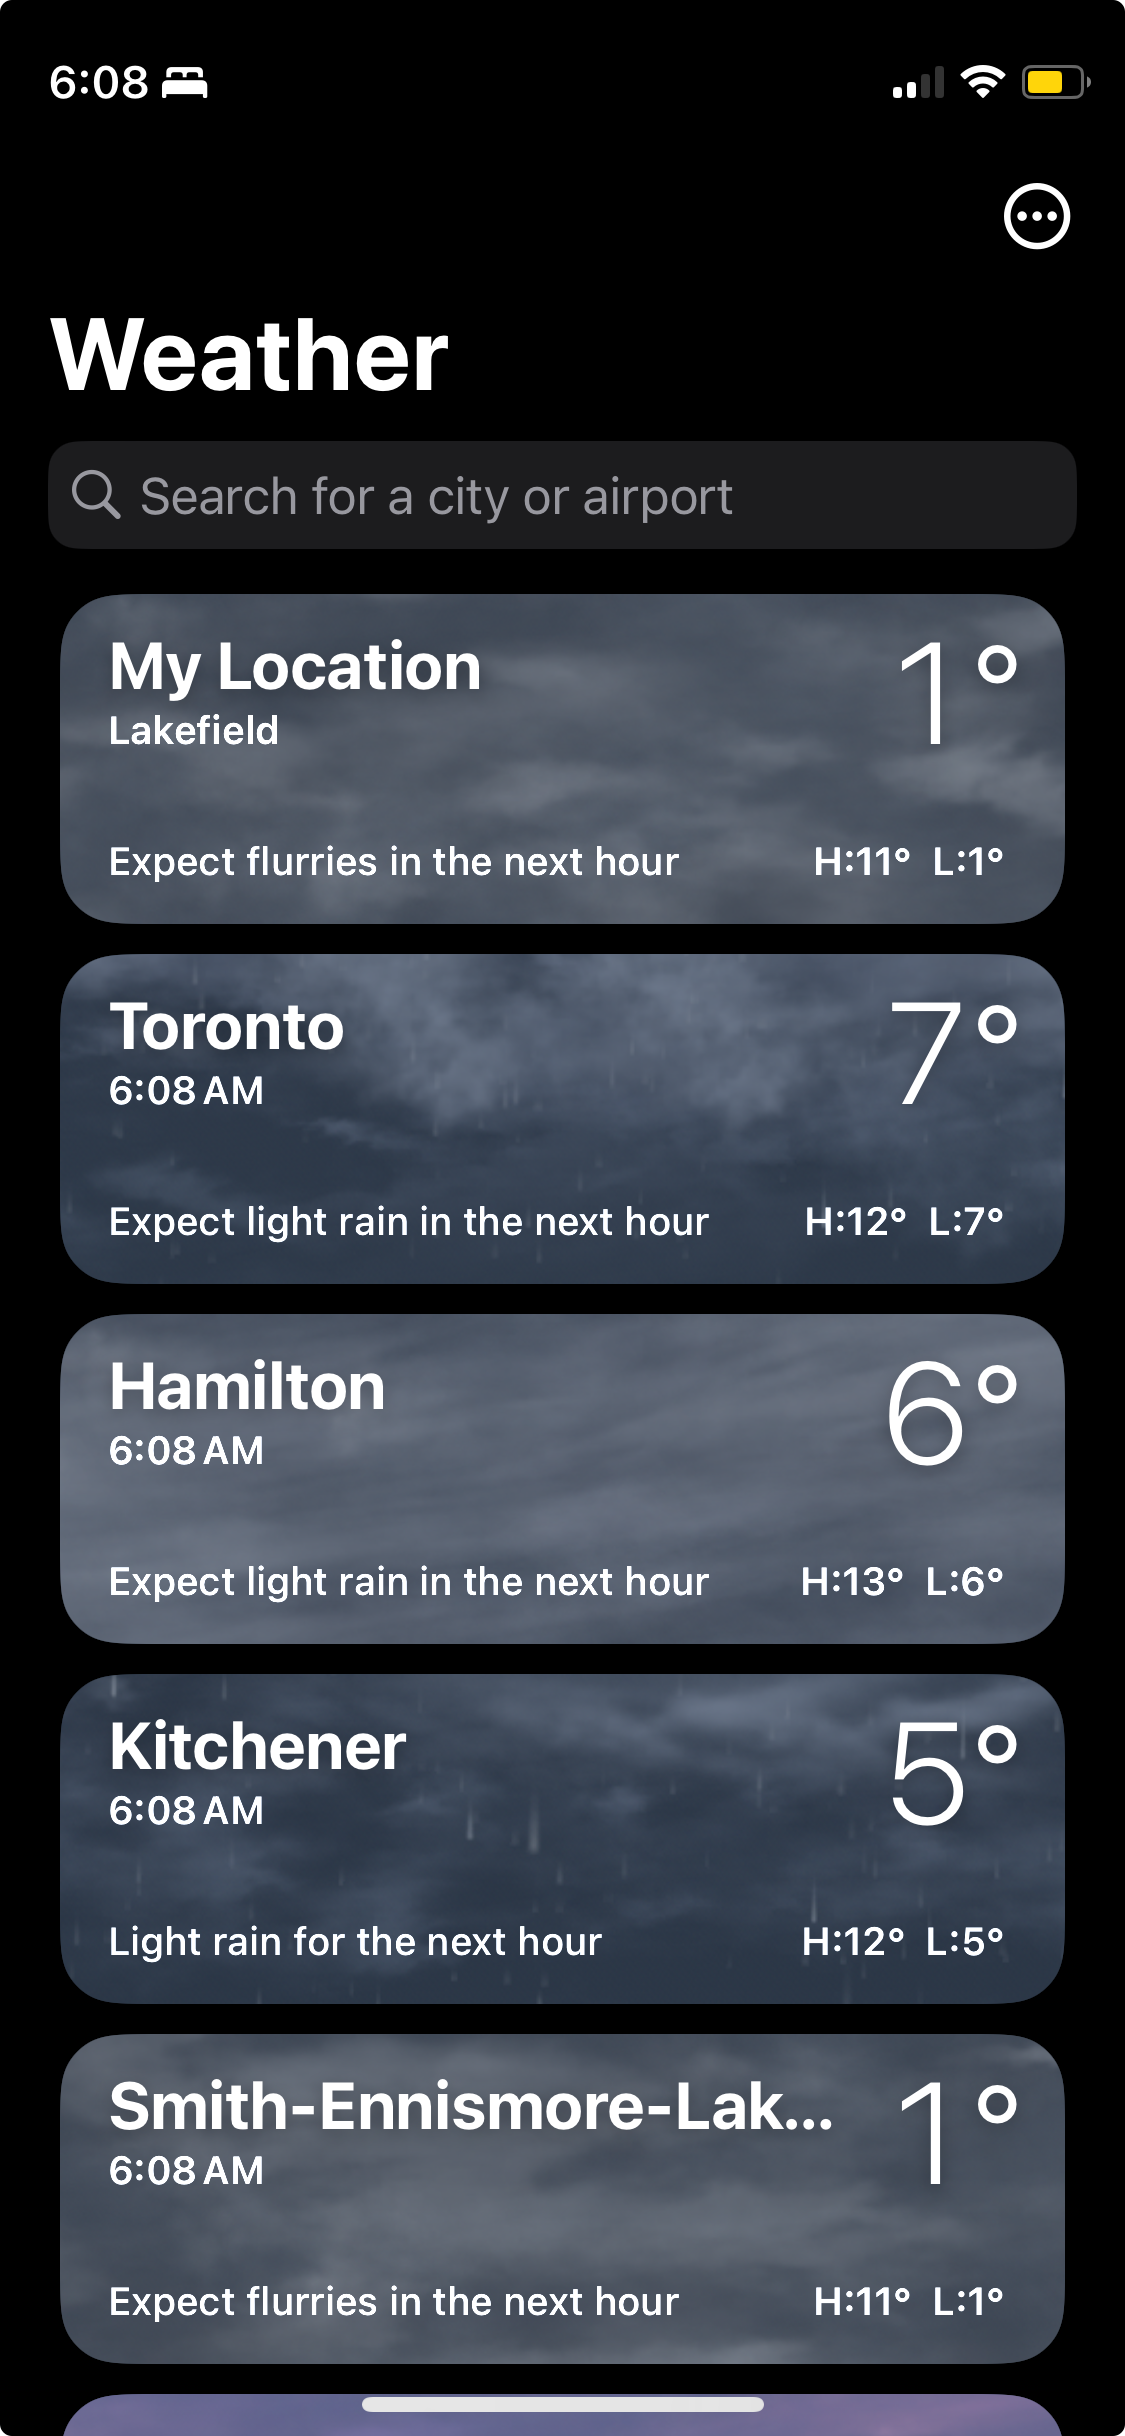 6:08
Weather
Search for a city or airport
My Location
1°
Lakefield
Expect flurries in the next hour H:11° L:1°
Toronto
7°
6:08 AM
Expect light rain in the next hour H:12° L:7°
Hamilton
6°
6:08 AM
Expect light rain in the next hour H:13° L:6°
Kitchener
5°
6:08 AM
Light rain for the next hour H:12° L:5°
Smith-Ennismore-Lak...
1°
6:08 AM
Expect flurries in the next hour H:11° L:1°